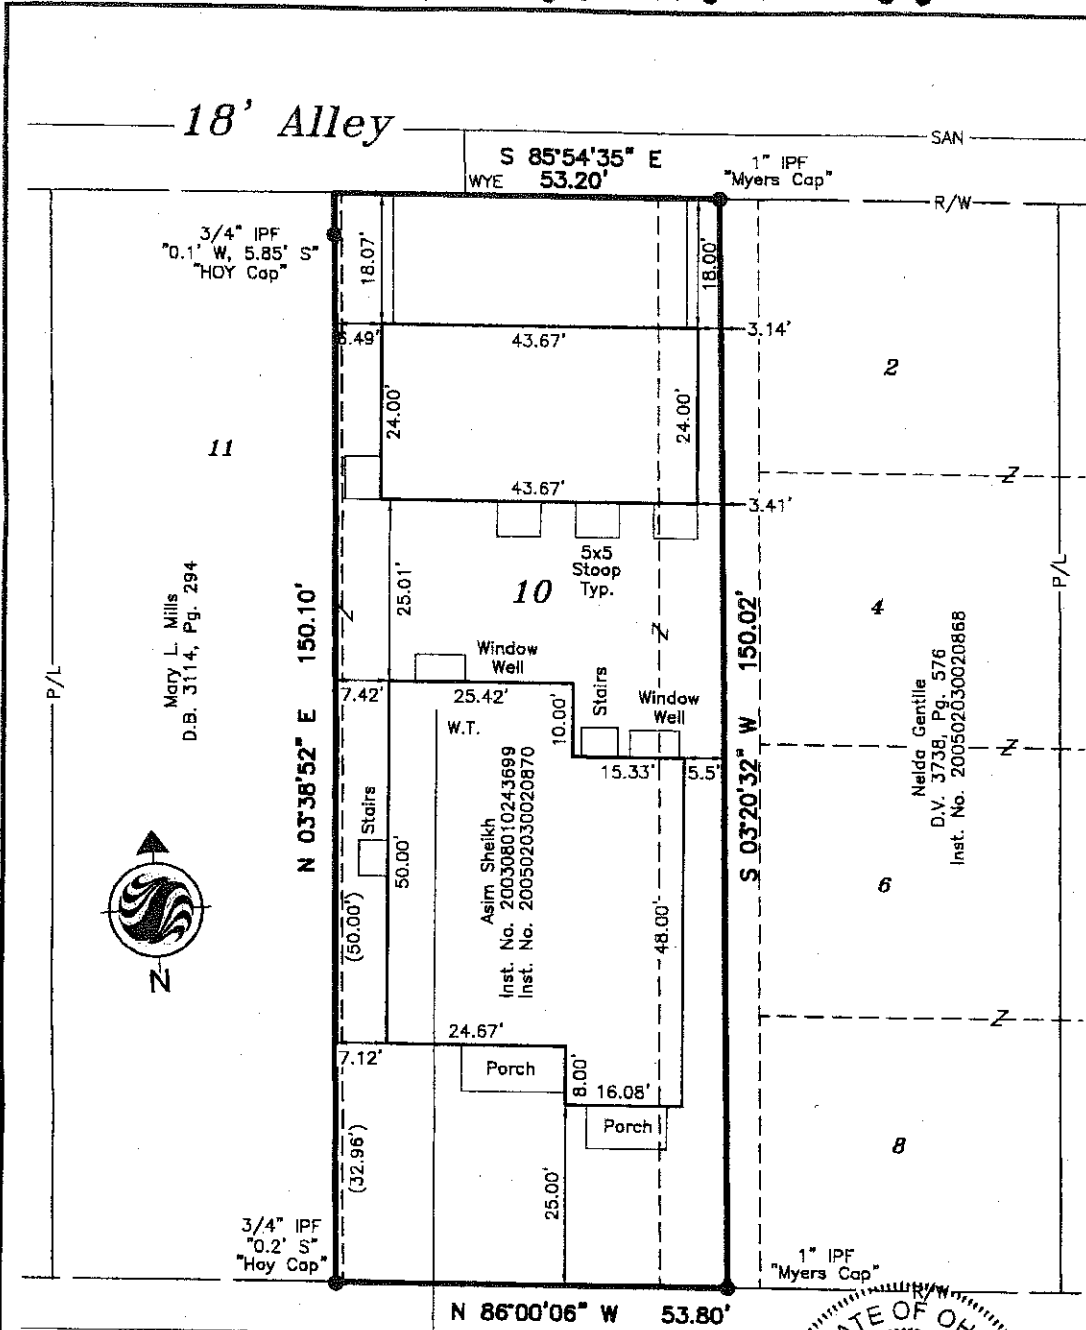 18' Alley
SAN
S 85°54'35" E
53.20'
WYE
1" IPF
"Myers Cap"
R/W
3/4" IPF
"0.1' W, 5.85' S"
"HOY Cap"
18.07'
18.00'
43.67'
3.14'
2
24.00'
24.00'
11
43.67'
3.41'
Z
5x5
Stoop
Typ.
10
25.01'
Z
Z
4
P/L
P/L
Mary L. Mills
D.B. 3114, Pg. 294
N 03°38'52" E 150.10'
S 03°20'32" W 150.02'
Nelda Gentile
D.V. 3738, Pg. 576
Inst. No. 200502030020868
Window
Well
7.42'
25.42'
W.T.
10.00'
Stairs
Window
Well
15.33'
5.5'
Z
Asim Sheikh
Inst. No. 200308010243699
Inst. No. 200502030020870
Stairs
50.00'
(50.00')
48.00'
6
N
Z
24.67'
7.12'
Porch
8.00'
16.08'
Porch
8
(32.96')
25.00'
3/4" IPF
"0.2' S"
"Hoy Cap"
1" IPF
"Myers Cap"
R/W
N 86°00'06" W 53.80'